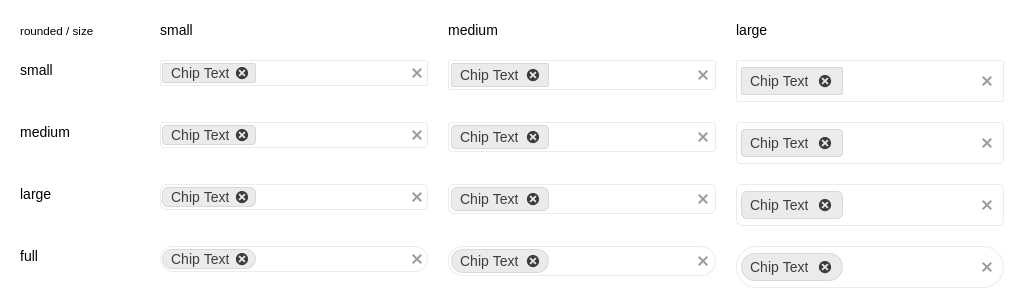 rounded / size small medium large
small Chip Text Chip Text Chip Text
medium Chip Text Chip Text Chip Text
large Chip Text Chip Text Chip Text
full Chip Text Chip Text Chip Text